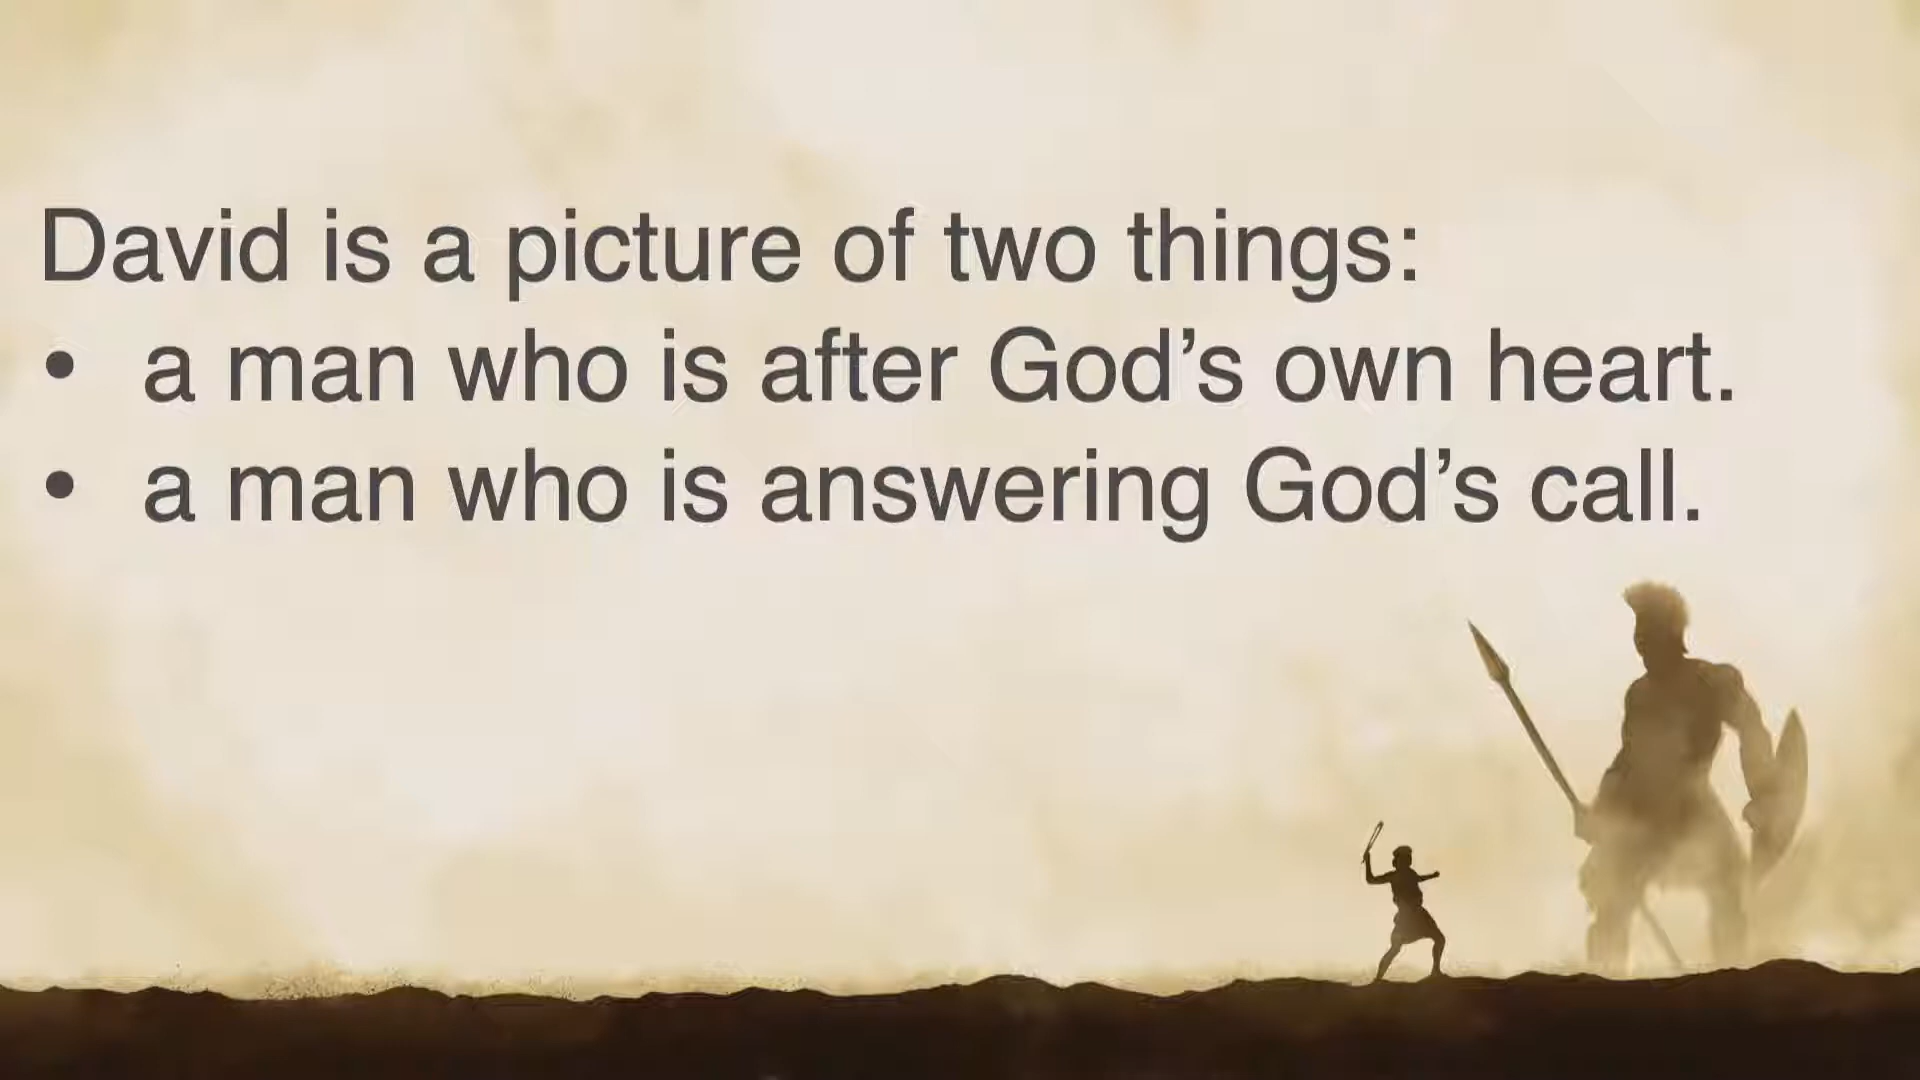 David is a picture of two things:
• a man who is after God’s own heart.
• a man who is answering God’s call.